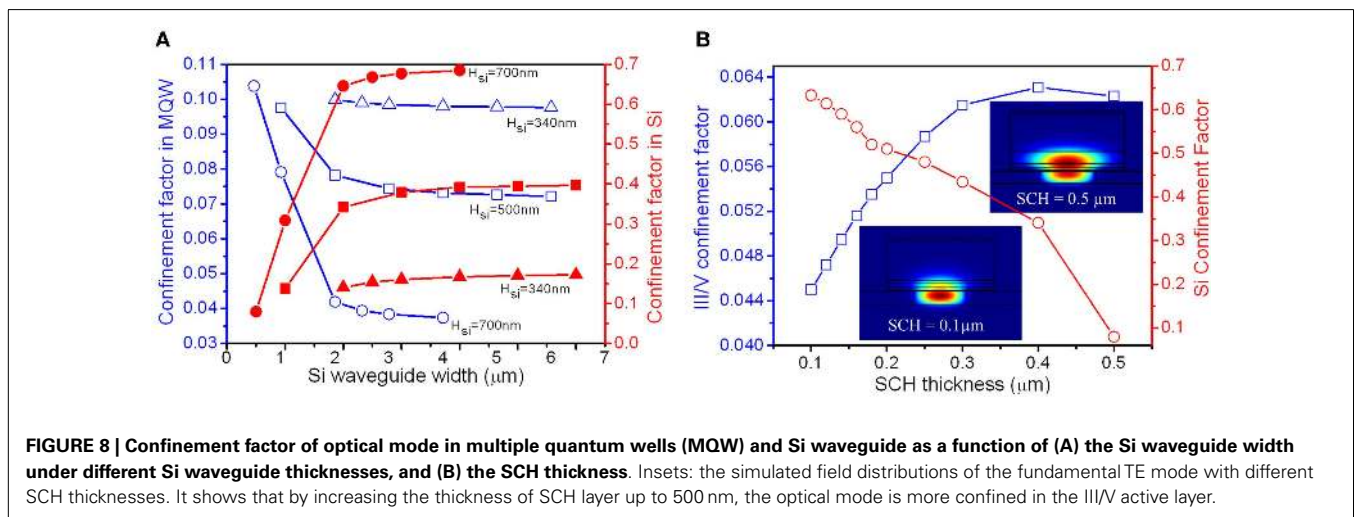 A
B
0.11
0.10
0.09
0.08
0.07
0.06
0.05
0.04
0.03
Confinement factor in MQW
0
1
2
3
4
5
6
7
Si waveguide width (µm)
0.7
0.6
0.5
0.4
0.3
0.2
0.1
0.0
Confinement factor in Si
Hsi=700nm
Hsi=340nm
Hsi=500nm
Hsi=340nm
Hsi=700nm
0.064
0.060
0.056
0.052
0.048
0.044
0.040
III/V confinement factor
0.1
0.2
0.3
0.4
0.5
SCH thickness (µm)
0.7
0.6
0.5
0.4
0.3
0.2
0.1
Si Confinement Factor
SCH = 0.5 µm
SCH = 0.1µm
FIGURE 8 | Confinement factor of optical mode in multiple quantum wells (MQW) and Si waveguide as a function of (A) the Si waveguide width
under different Si waveguide thicknesses, and (B) the SCH thickness. Insets: the simulated field distributions of the fundamental TE mode with different
SCH thicknesses. It shows that by increasing the thickness of SCH layer up to 500 nm, the optical mode is more confined in the III/V active layer.